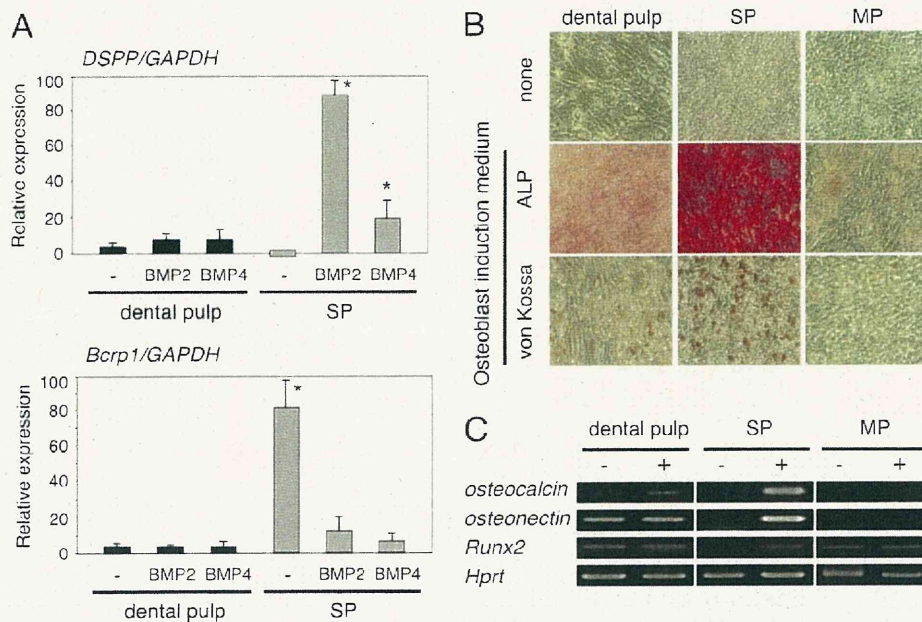 A
DSPP/GAPDH
Relative expression
100
80
60
40
20
0
- BMP2 BMP4 - BMP2 BMP4
* *
dental pulp SP
Bcrp1/GAPDH
Relative expression
100
80
60
40
20
0
*
- BMP2 BMP4 - BMP2 BMP4
dental pulp SP
B
dental pulp SP MP
none
Osteoblast induction medium
ALP
von Kossa
C
dental pulp SP MP
- + - + - +
osteocalcin
osteonectin
Runx2
Hprt